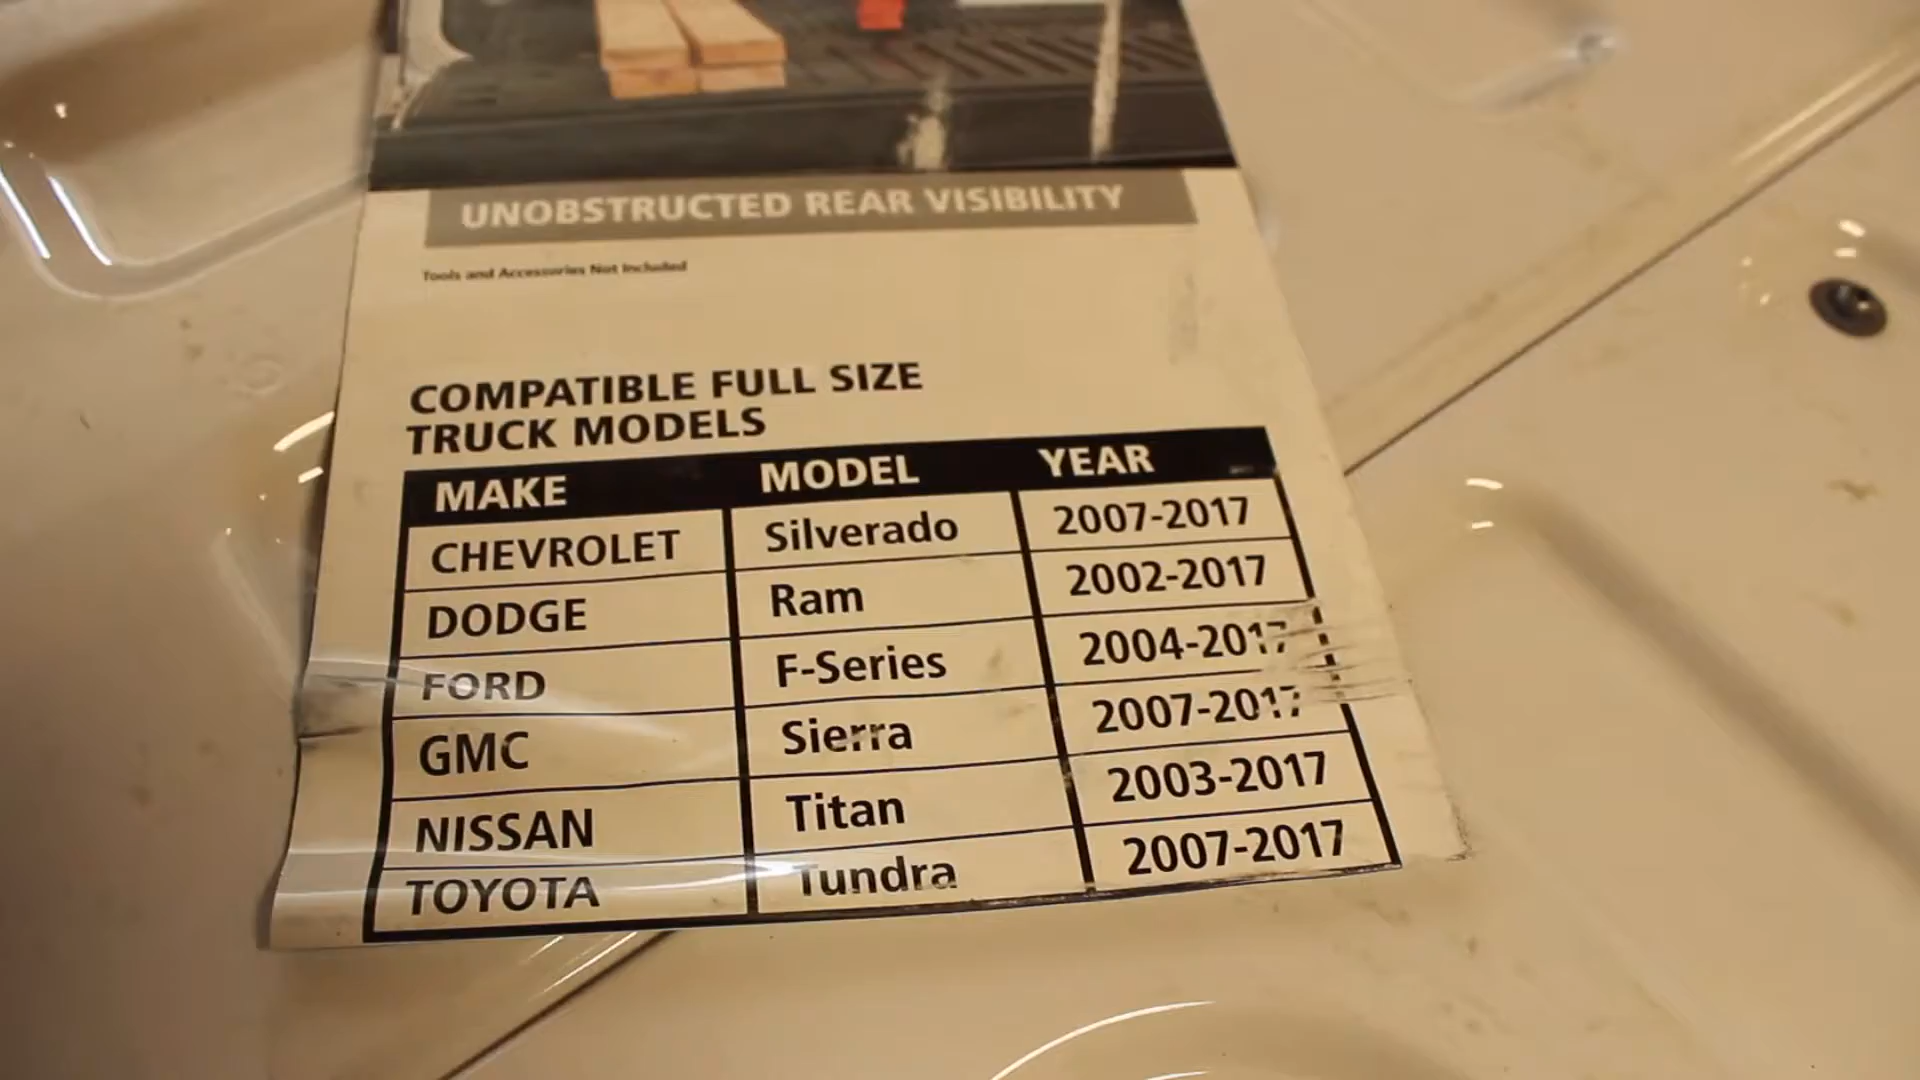 UNOBSTRUCTED REAR VISIBILITY
Tools and Accessories Not Included
COMPATIBLE FULL SIZE
TRUCK MODELS
MAKE MODEL YEAR
CHEVROLET Silverado 2007-2017
DODGE Ram 2002-2017
FORD F-Series 2004-2017
GMC Sierra 2007-2017
NISSAN Titan 2003-2017
TOYOTA Tundra 2007-2017